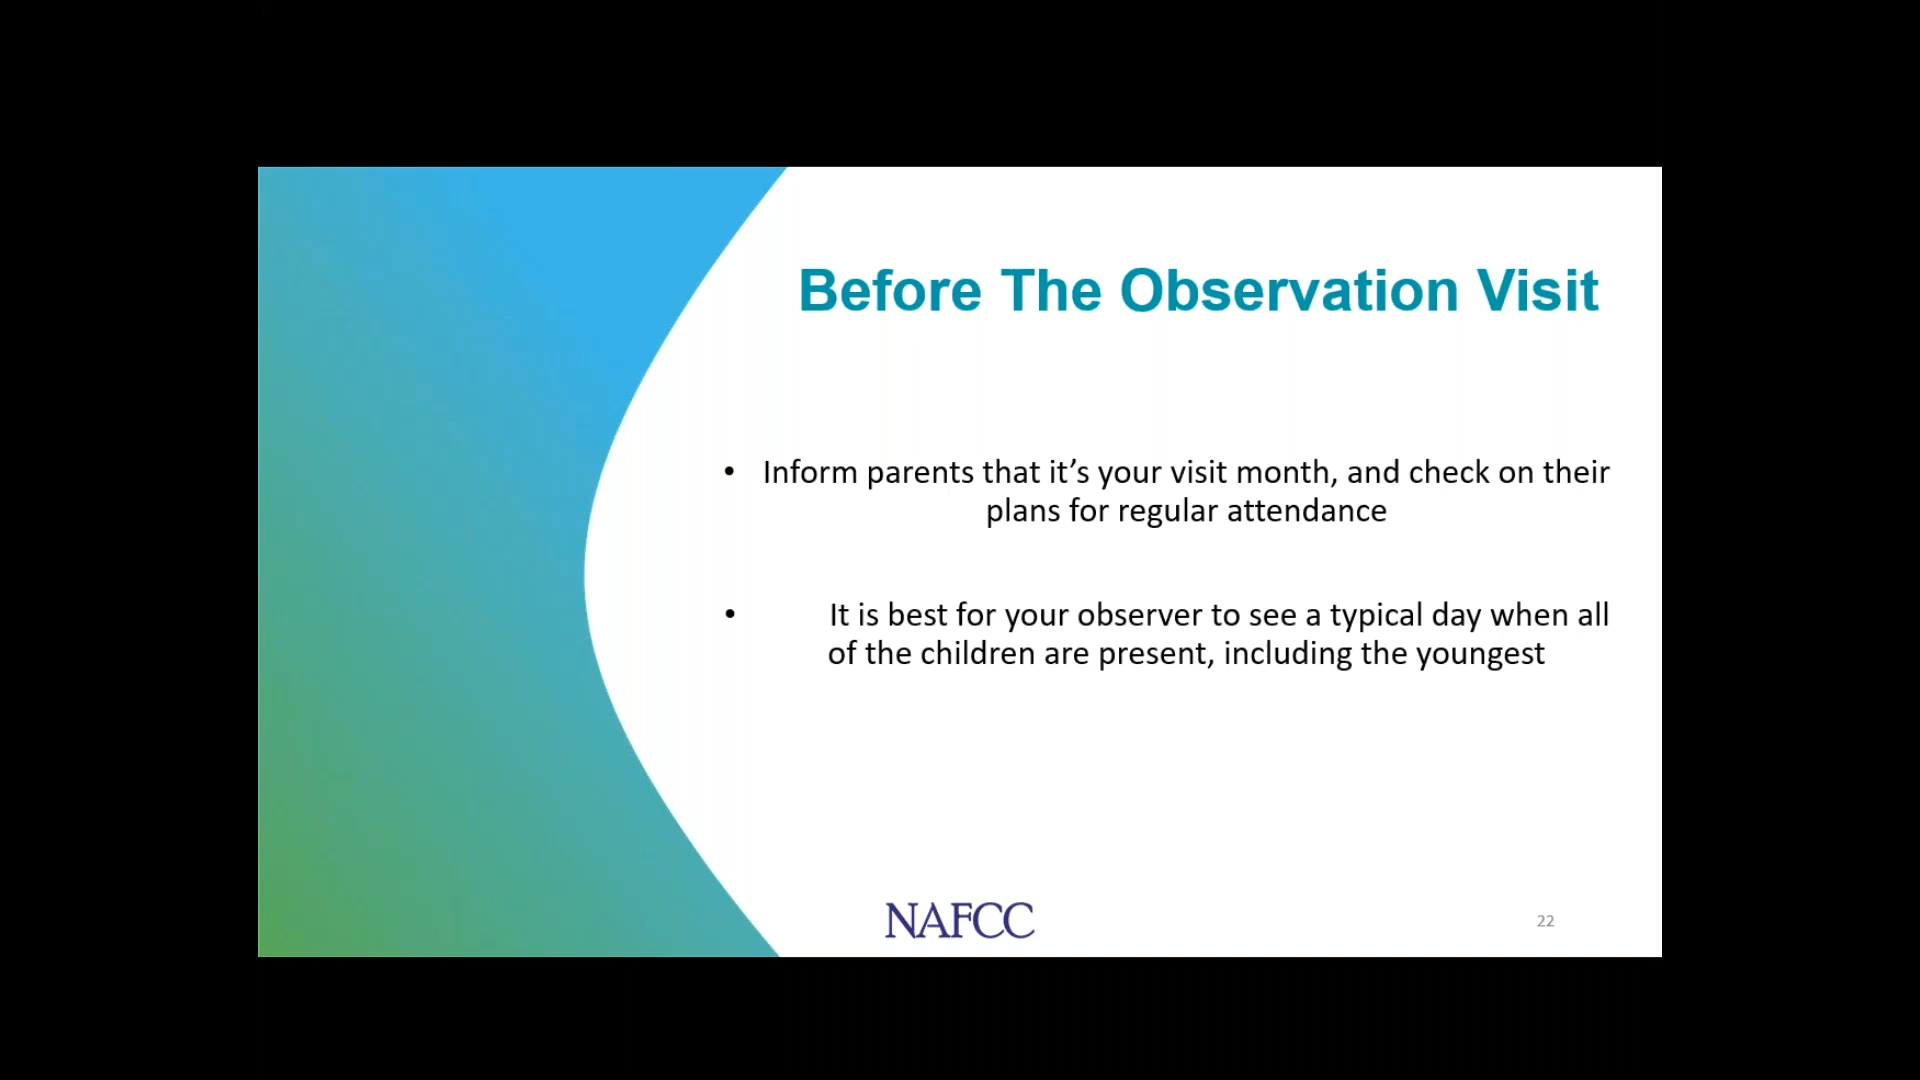 Before The Observation Visit
• Inform parents that it’s your visit month, and check on their
plans for regular attendance
• It is best for your observer to see a typical day when all
of the children are present, including the youngest
NAFCC
22